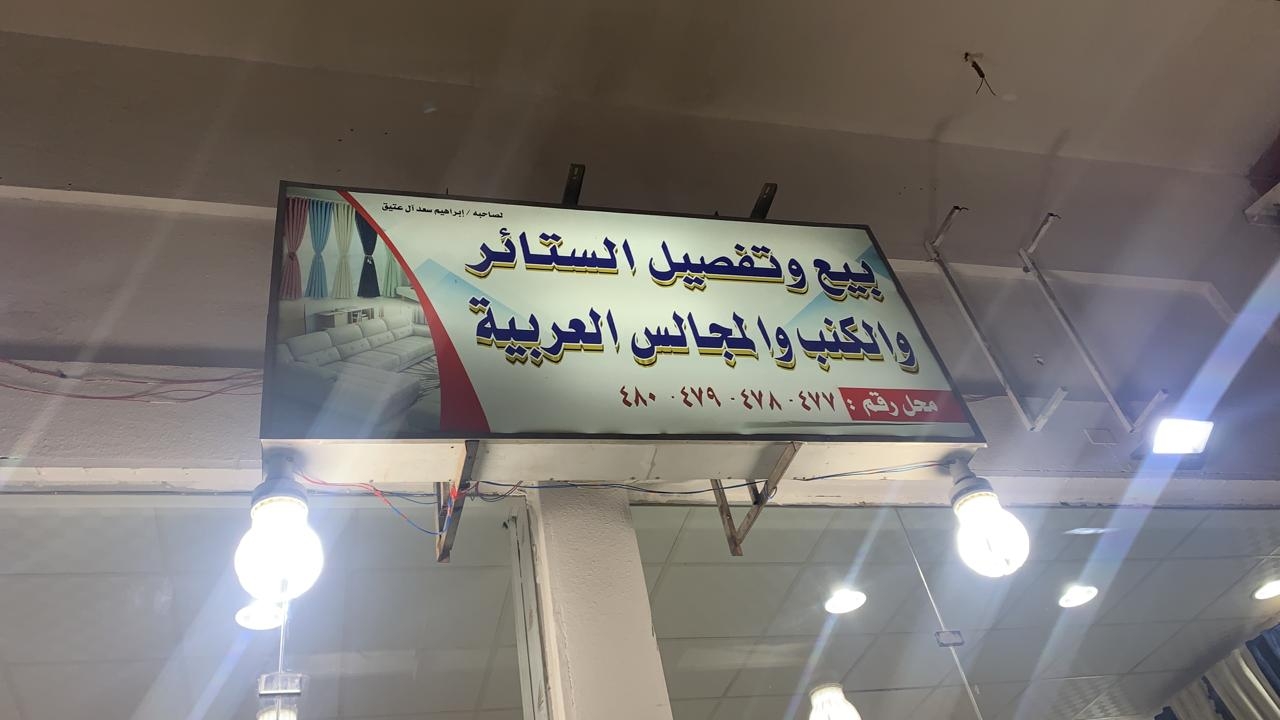 لصاحبه / إبراهيم سعد آل عتيق
بيع وتفصيل الستائر
والكنب والمجالس العربية
محل رقم : ٤٧٧ - ٤٧٨ - ٤٧٩ - ٤٨٠